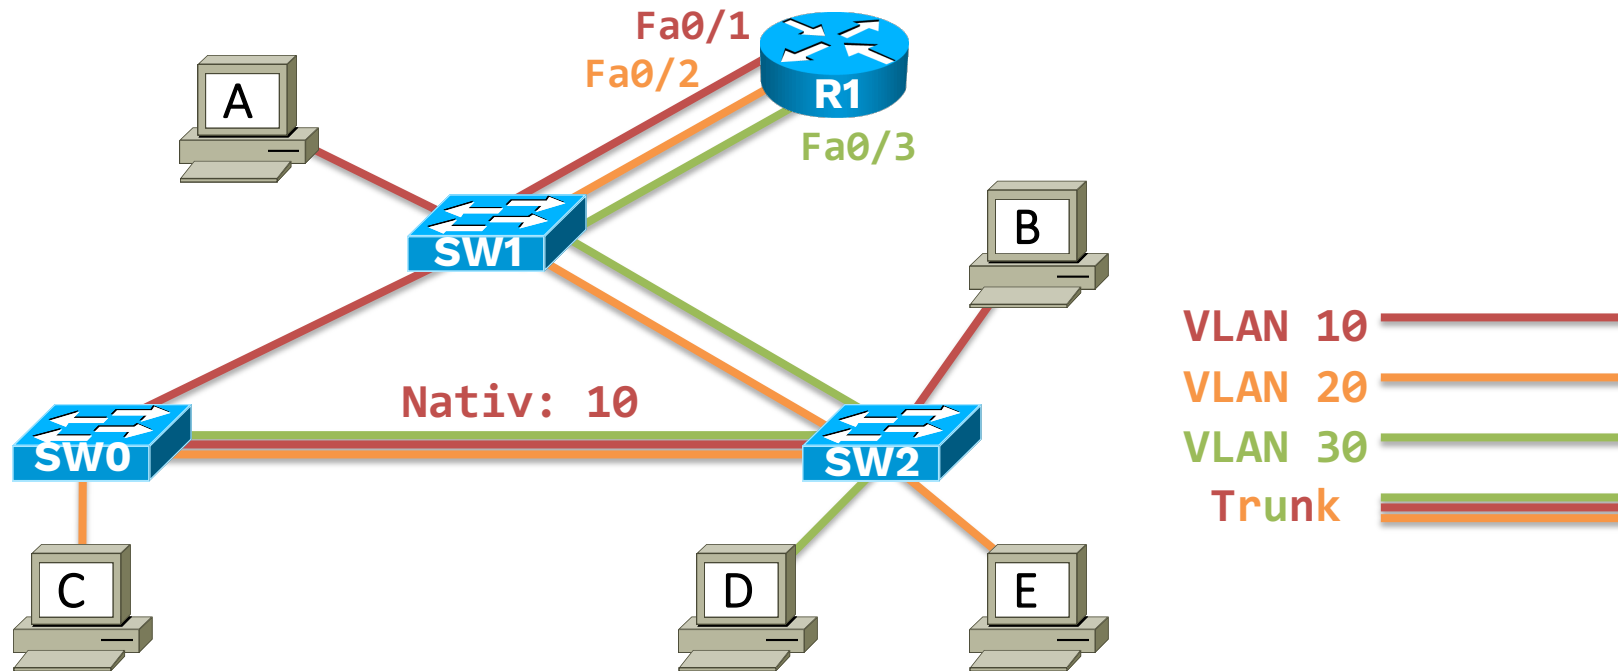 Fa0/1
Fa0/2
R1
A
Fa0/3
SW1
B
VLAN 10
VLAN 20
Nativ: 10
VLAN 30
SW0
SW2
Trunk
C
D
E